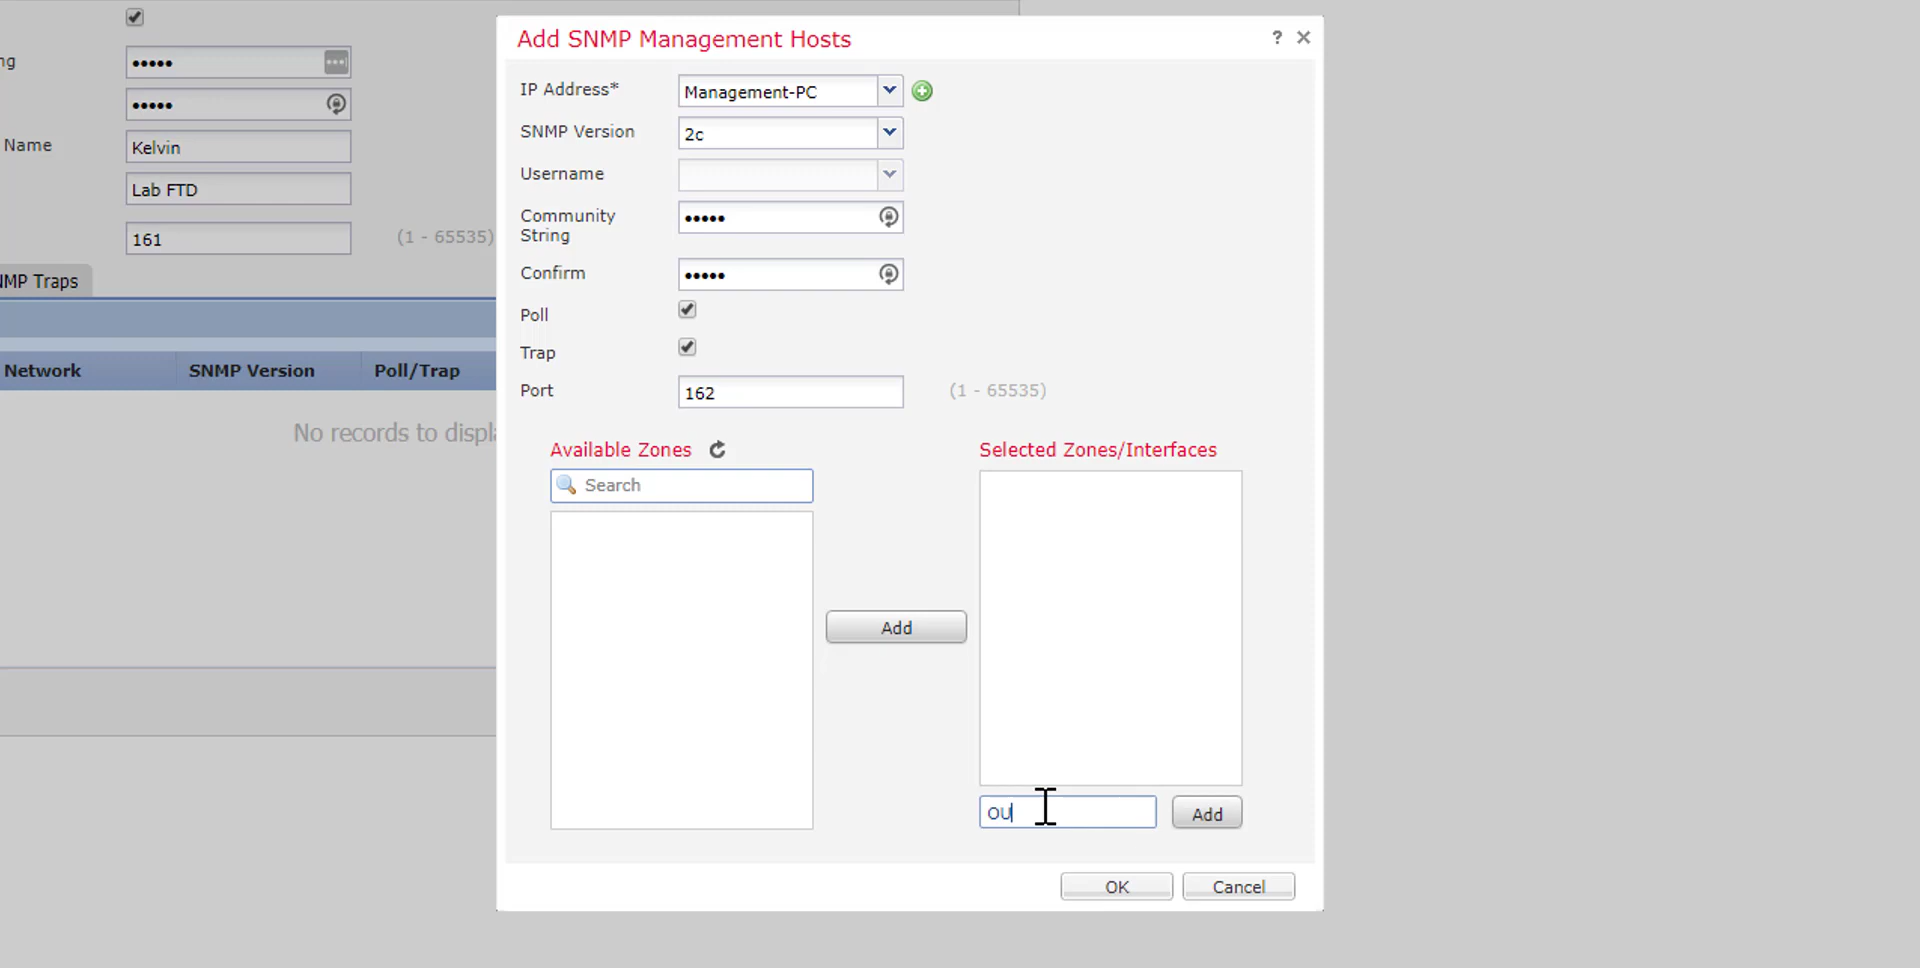 ng
•••••
•••••
Name
Kelvin
Lab FTD
161
(1 - 65535)
NMP Traps
Network
SNMP Version
Poll/Trap
No records to displa
Add SNMP Management Hosts
?
IP Address*
Management-PC
SNMP Version
2c
Username
Community
String
•••••
Confirm
•••••
Poll
Trap
Port
162
(1 - 65535)
Available Zones
Search
Add
Selected Zones/Interfaces
OU
Add
OK
Cancel